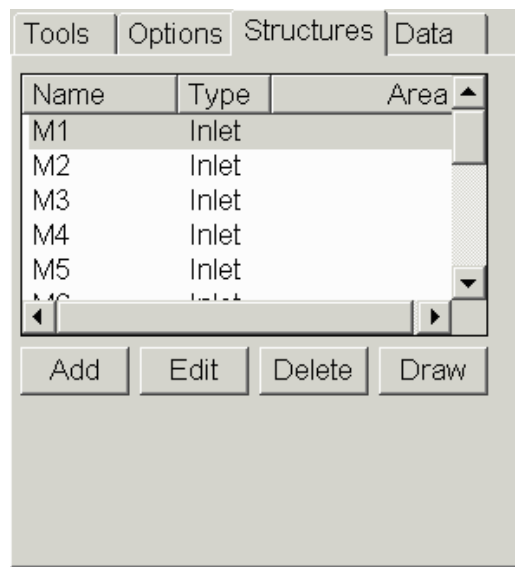 Tools Options Structures Data
Name Type Area
M1 Inlet
M2 Inlet
M3 Inlet
M4 Inlet
M5 Inlet
Add Edit Delete Draw